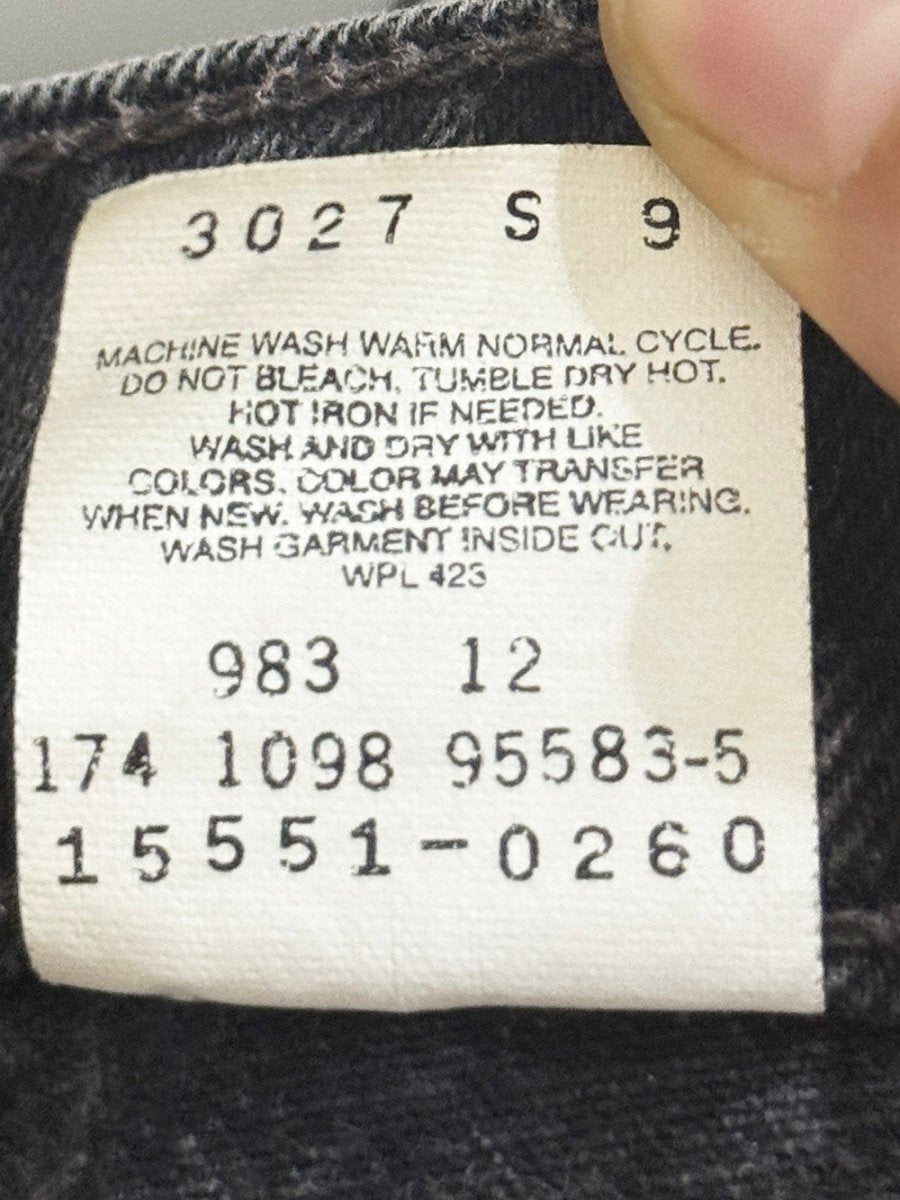 3027 S 9
MACHINE WASH WARM NORMAL CYCLE.
DO NOT BLEACH. TUMBLE DRY HOT.
HOT IRON IF NEEDED.
WASH AND DRY WITH LIKE
COLORS. COLOR MAY TRANSFER
WHEN NEW. WASH BEFORE WEARING.
WASH GARMENT INSIDE OUT.
WPL 423
983 12
174 1098 95583-5
15551-0260